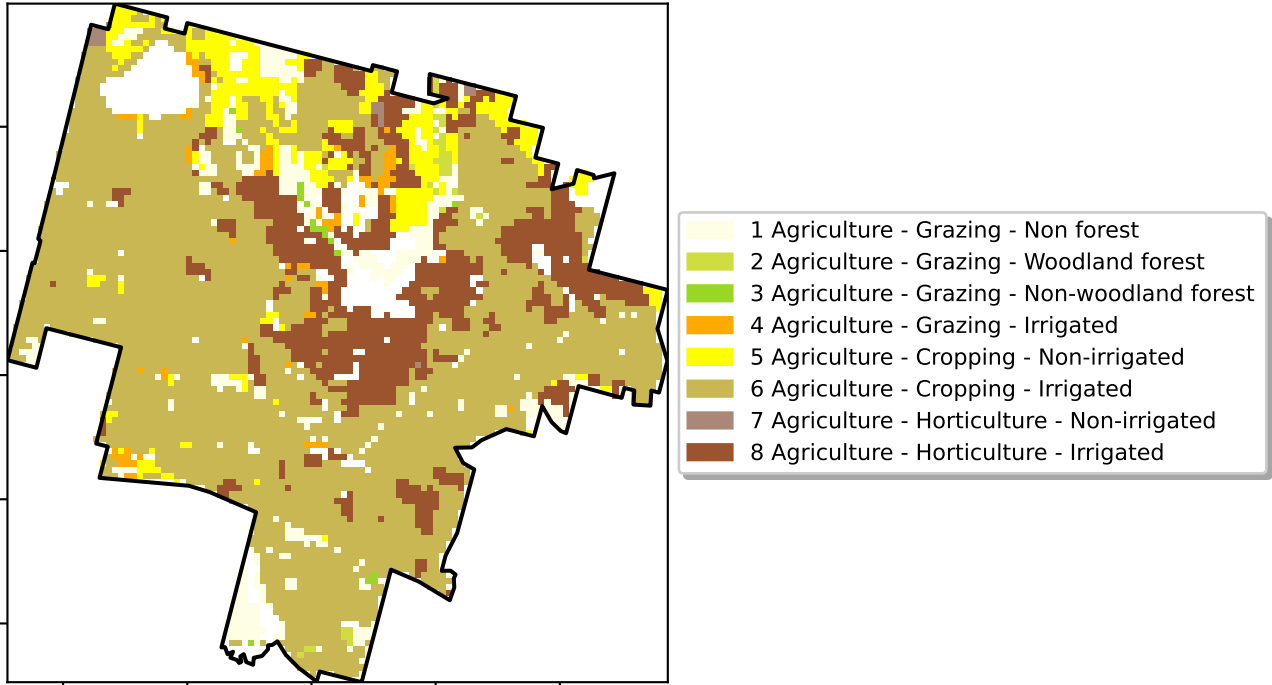 1 Agriculture - Grazing - Non forest
2 Agriculture - Grazing - Woodland forest
3 Agriculture - Grazing - Non-woodland forest
4 Agriculture - Grazing - Irrigated
5 Agriculture - Cropping - Non-irrigated
6 Agriculture - Cropping - Irrigated
7 Agriculture - Horticulture - Non-irrigated
8 Agriculture - Horticulture - Irrigated